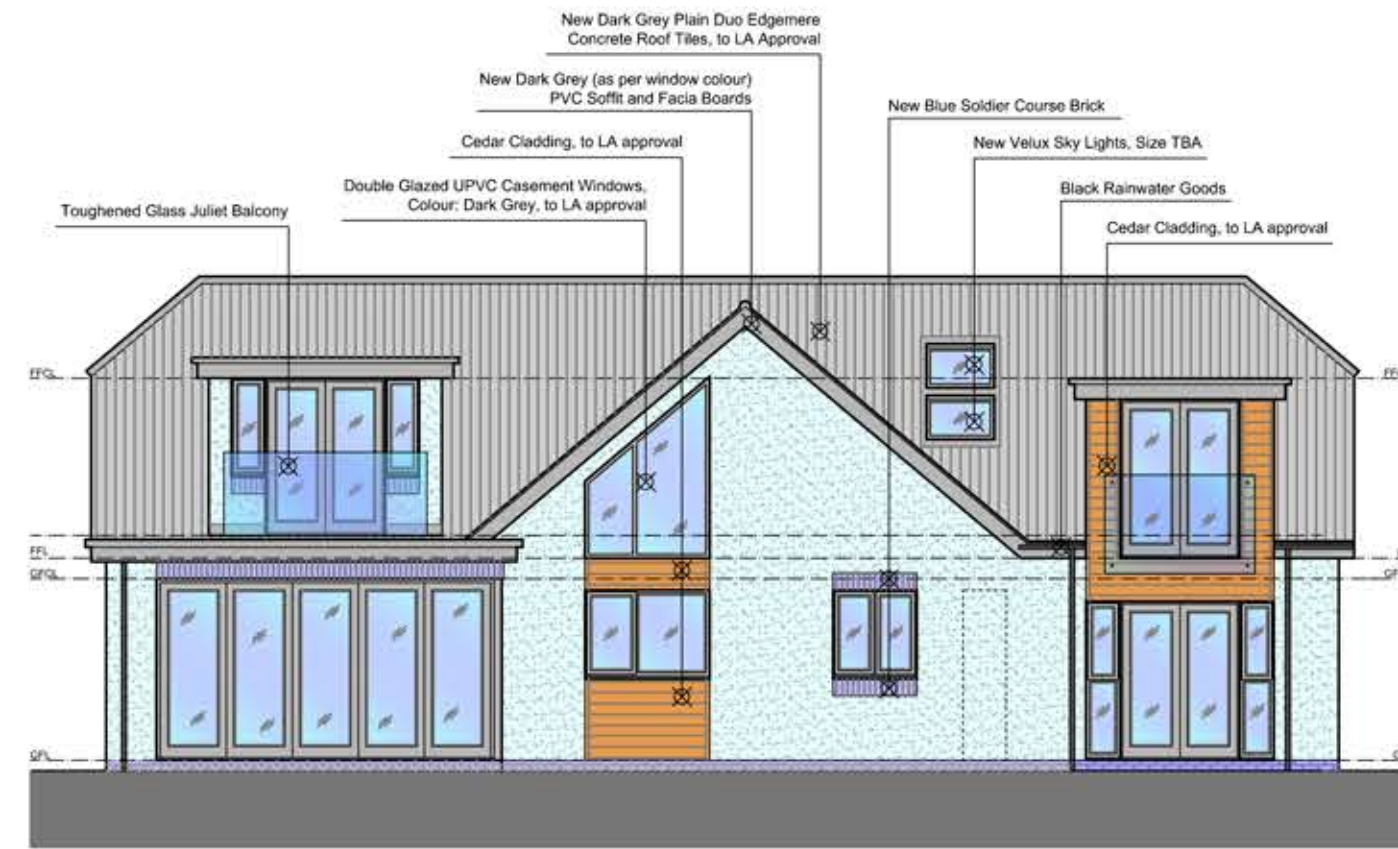 New Dark Grey Plain Duo Edgemere
Concrete Roof Tiles, to LA Approval
New Dark Grey (as per window colour)
PVC Soffit and Facia Boards
New Blue Soldier Course Brick
Cedar Cladding, to LA approval
New Velux Sky Lights, Size TBA
Double Glazed UPVC Casement Windows,
Colour: Dark Grey, to LA approval
Black Rainwater Goods
Toughened Glass Juliet Balcony
Cedar Cladding, to LA approval
FFCL
FFL
GFCL
GFL